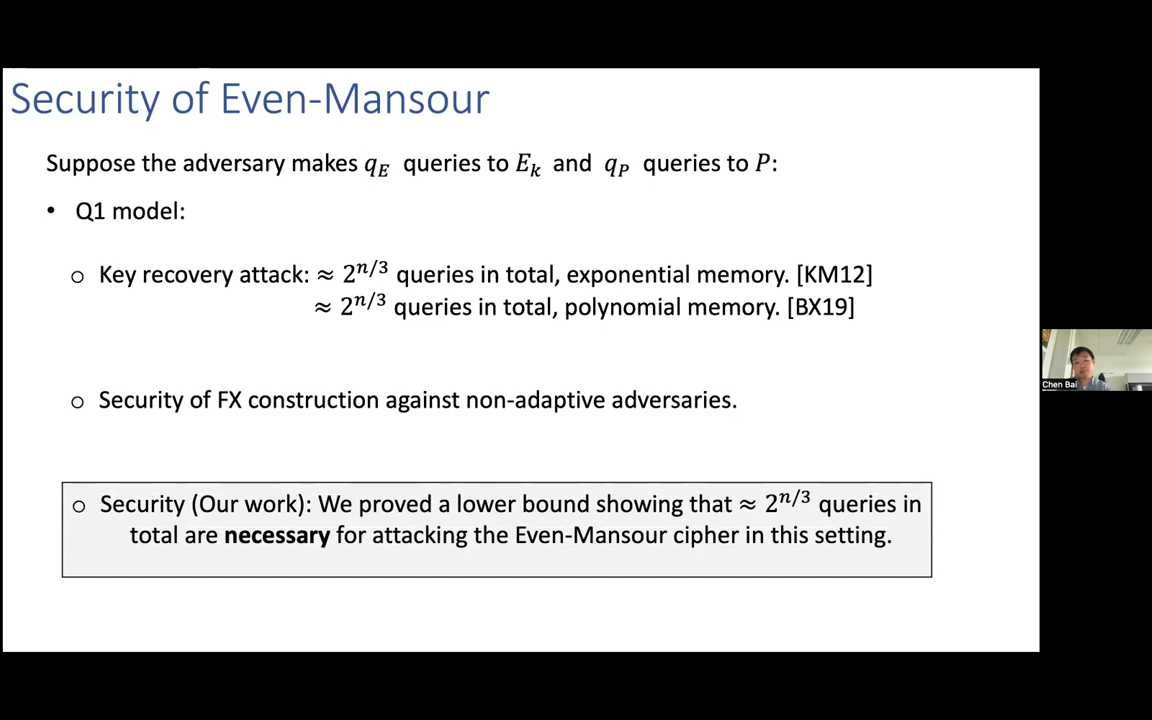 Security of Even-Mansour
Suppose the adversary makes q_E queries to E_k and q_P queries to P:
• Q1 model:
o Key recovery attack: ≈ 2^{n/3} queries in total, exponential memory. [KM12]
≈ 2^{n/3} queries in total, polynomial memory. [BX19]
o Security of FX construction against non-adaptive adversaries.
o Security (Our work): We proved a lower bound showing that ≈ 2^{n/3} queries in
total are necessary for attacking the Even-Mansour cipher in this setting.
Chen Bai